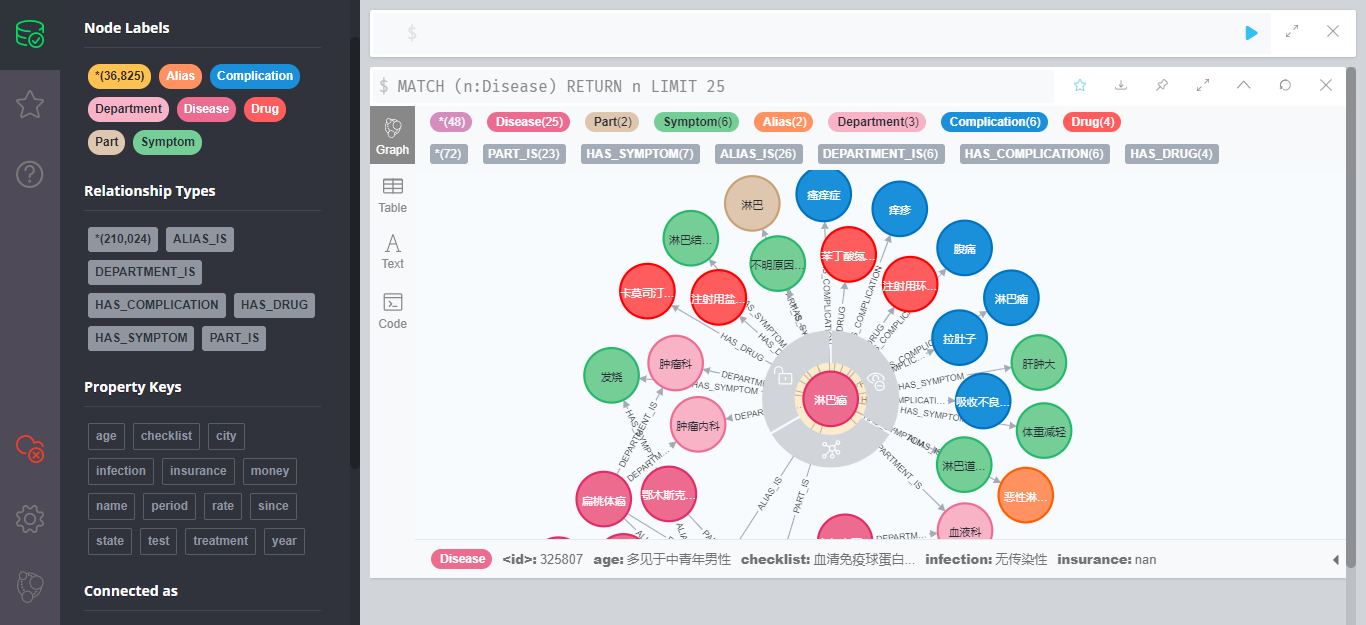 Node Labels
*(36,825) Alias Complication
Department Disease Drug
Part Symptom
Relationship Types
*(210,024) ALIAS_IS
DEPARTMENT_IS
HAS_COMPLICATION HAS_DRUG
HAS_SYMPTOM PART_IS
Property Keys
age checklist city
infection insurance money
name period rate since
state test treatment year
Connected as
$
$ MATCH (n:Disease) RETURN n LIMIT 25
Graph
Table
Text
Code
*(48) Disease(25) Part(2) Symptom(6) Alias(2) Department(3) Complication(6) Drug(4)
*(72) PART_IS(23) HAS_SYMPTOM(7) ALIAS_IS(26) DEPARTMENT_IS(6) HAS_COMPLICATION(6) HAS_DRUG(4)
瘙痒症
淋巴
痒疹
淋巴结...
腹痛
不明原因...
苯丁酸氮...
注射用环...
卡莫司汀...
注射用盐...
淋巴瘤
拉肚子
肿瘤科
肝肿大
发烧
淋巴癌
吸收不良...
肿瘤内科
体重减轻
淋巴道...
扁桃体癌
鄂木斯克...
恶性淋...
血液科
HAS_DRUG
HAS_SYMPTOM
HAS_SYMPTOM
HAS_SYMPTOM
ALIAS_IS
PART_IS
Disease <id>: 325807 age: 多见于中青年男性 checklist: 血清免疫球蛋白... infection: 无传染性 insurance: nan